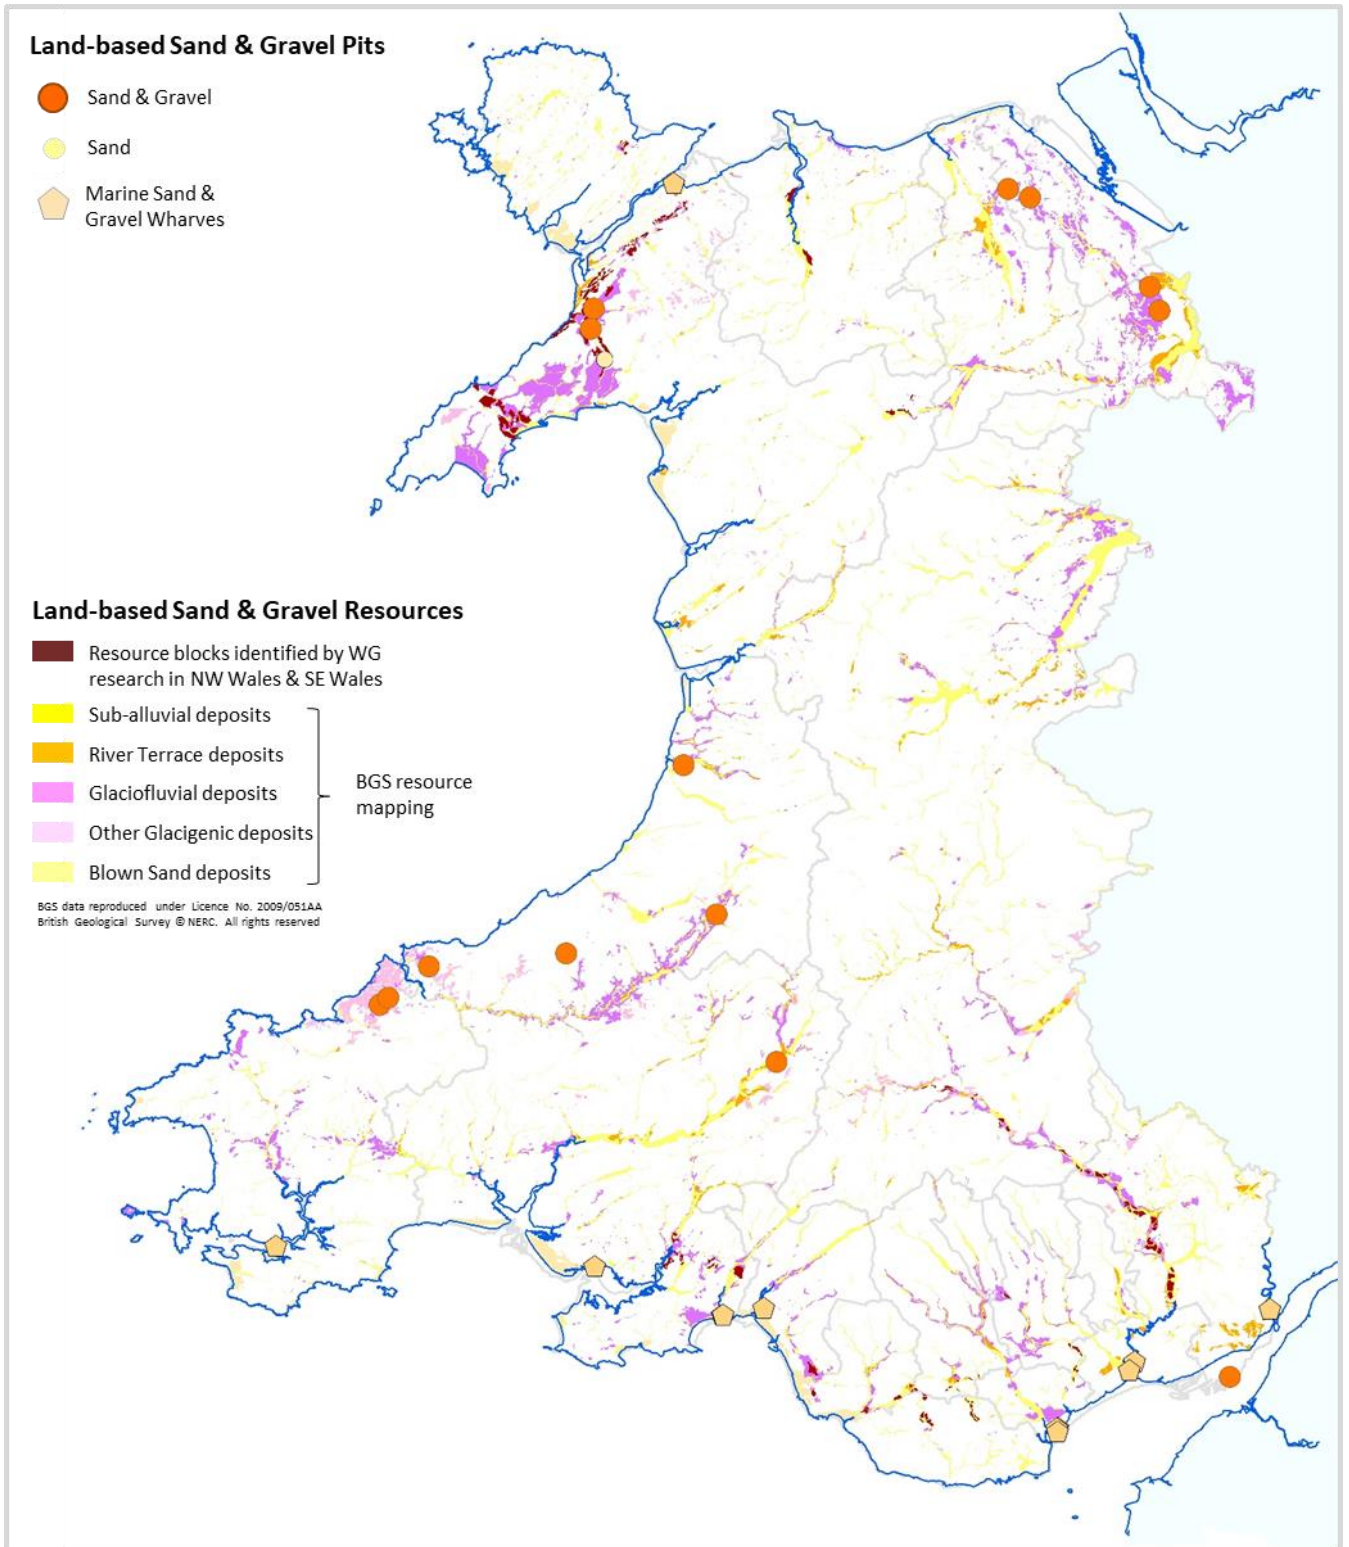 Land-based Sand & Gravel Pits
Sand & Gravel
Sand
Marine Sand &
Gravel Wharves
Land-based Sand & Gravel Resources
Resource blocks identified by WG
research in NW Wales & SE Wales
Sub-alluvial deposits
River Terrace deposits
Glaciofluvial deposits
Other Glacigenic deposits
Blown Sand deposits
BGS resource
mapping
BGS data reproduced under Licence No. 2009/051AA
British Geological Survey © NERC. All rights reserved